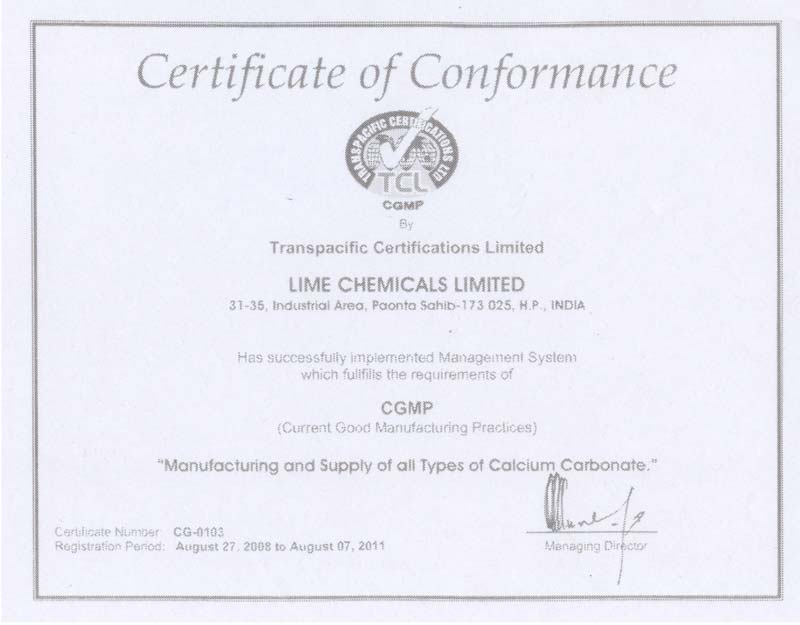 Certificate of Conformance
TRANSPACIFIC CERTIFICATIONS LTD
TCL
CGMP
By
Transpacific Certifications Limited
LIME CHEMICALS LIMITED
31-35, Industrial Area, Paonta Sahib-173 025, H.P., INDIA
Has successfully implemented Management System
which fullfills the requirements of
CGMP
(Current Good Manufacturing Practices)
"Manufacturing and Supply of all Types of Calcium Carbonate."
Certificate Number: CG-0103
Registration Period: August 27, 2008 to August 07, 2011
Managing Director